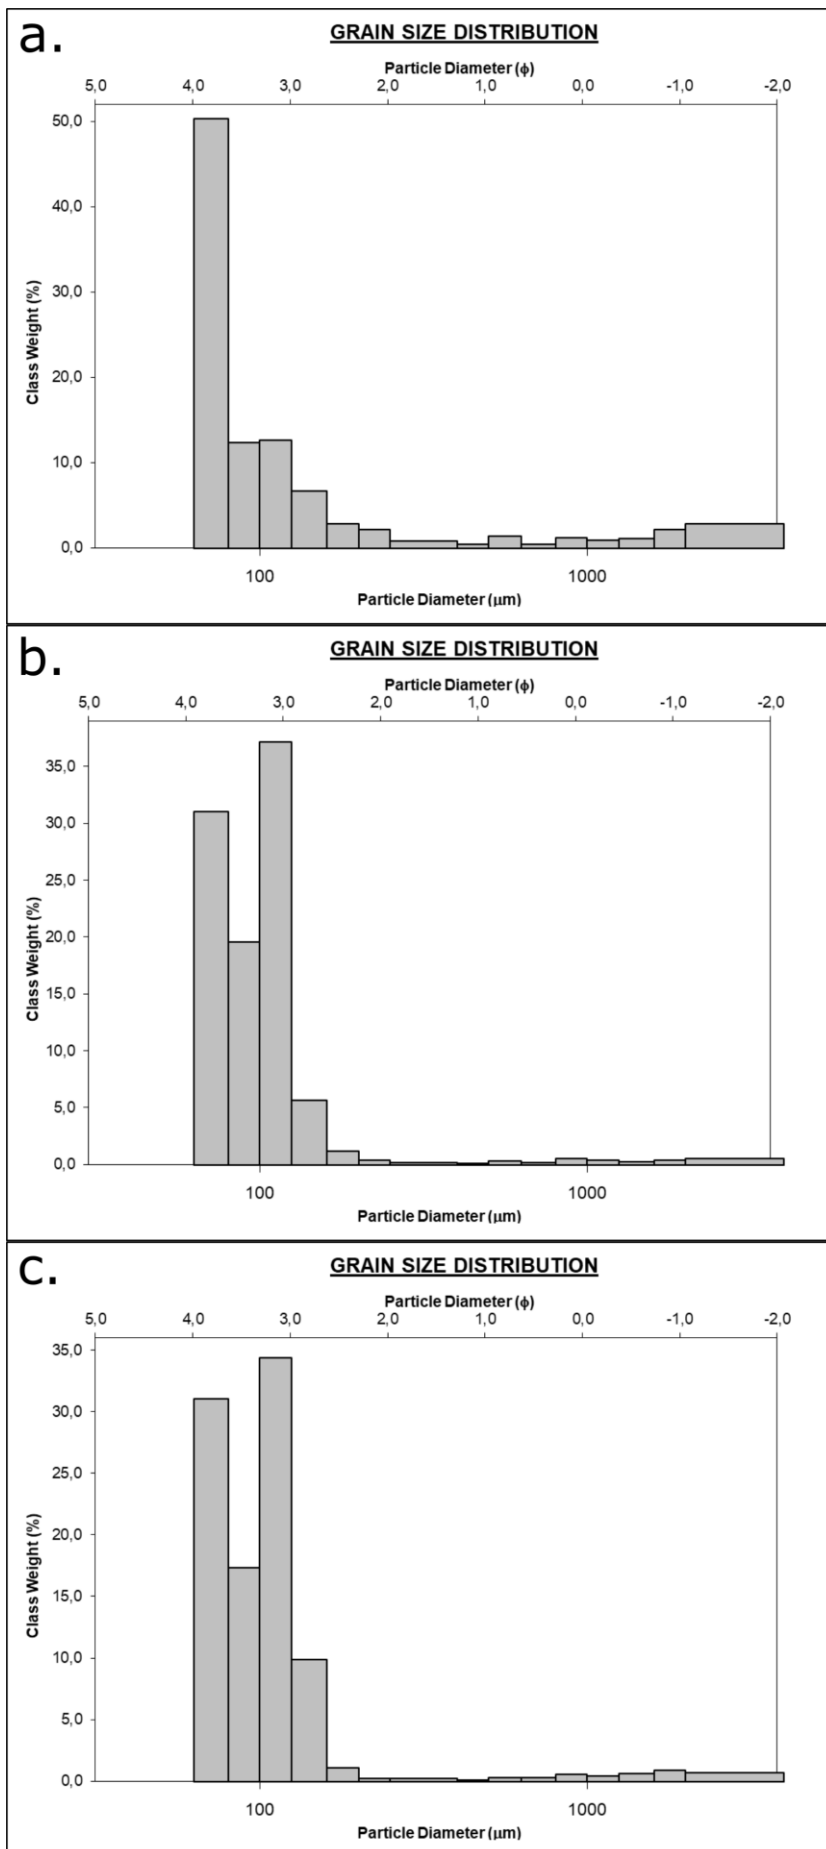 a.
GRAIN SIZE DISTRIBUTION
Particle Diameter (ϕ)
5,0 4,0 3,0 2,0 1,0 0,0 -1,0 -2,0
50,0
40,0
30,0
Class Weight (%)
20,0
10,0
0,0
100 1000
Particle Diameter (μm)
b.
GRAIN SIZE DISTRIBUTION
Particle Diameter (ϕ)
5,0 4,0 3,0 2,0 1,0 0,0 -1,0 -2,0
35,0
30,0
25,0
20,0
Class Weight (%)
15,0
10,0
5,0
0,0
100 1000
Particle Diameter (μm)
c.
GRAIN SIZE DISTRIBUTION
Particle Diameter (ϕ)
5,0 4,0 3,0 2,0 1,0 0,0 -1,0 -2,0
35,0
30,0
25,0
20,0
Class Weight (%)
15,0
10,0
5,0
0,0
100 1000
Particle Diameter (μm)